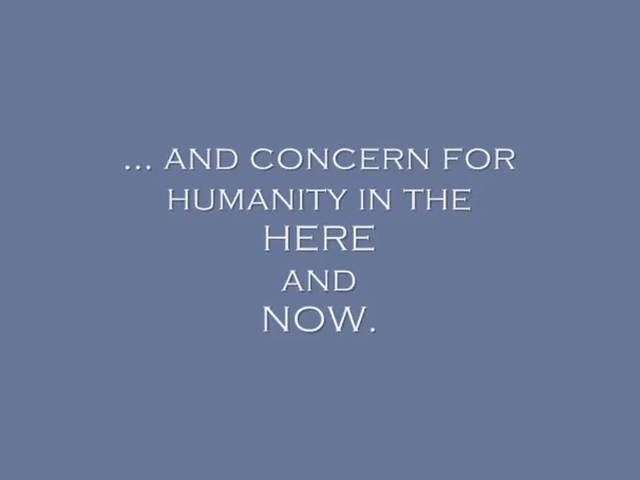 ... AND CONCERN FOR
HUMANITY IN THE
HERE
AND
NOW.